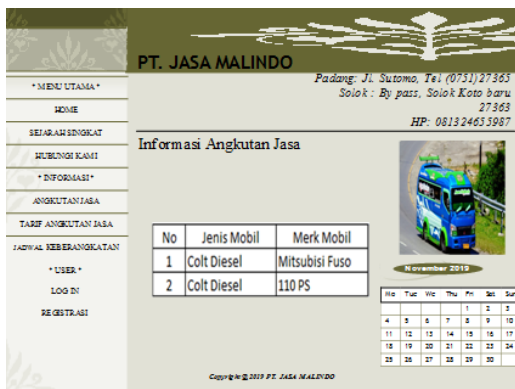 PT. JASA MALINDO
Padang: Jl. Sutomo, Tel (0751)27365
Solok : By pass, Solok Koto baru
27363
HP: 081324655987
* MENU UTAMA *
HOME
SEJARAH SINGKAT
HUBUNGI KAMI
* INFORMASI *
ANGKUTAN JASA
TARIF ANGKUTAN JASA
JADWAL KEBERANGKATAN
* USER *
LOG IN
REGISTRASI
Informasi Angkutan Jasa
No Jenis Mobil Merk Mobil
1 Colt Diesel Mitsubisi Fuso
2 Colt Diesel 110 PS
November 2019
Mo Tue We Thu Fri Sat Sun
1 2 3
4 5 6 7 8 9 10
11 12 13 14 15 16 17
18 19 20 21 22 23 24
25 26 27 28 29 30
Copyright @ 2019 PT. JASA MALINDO